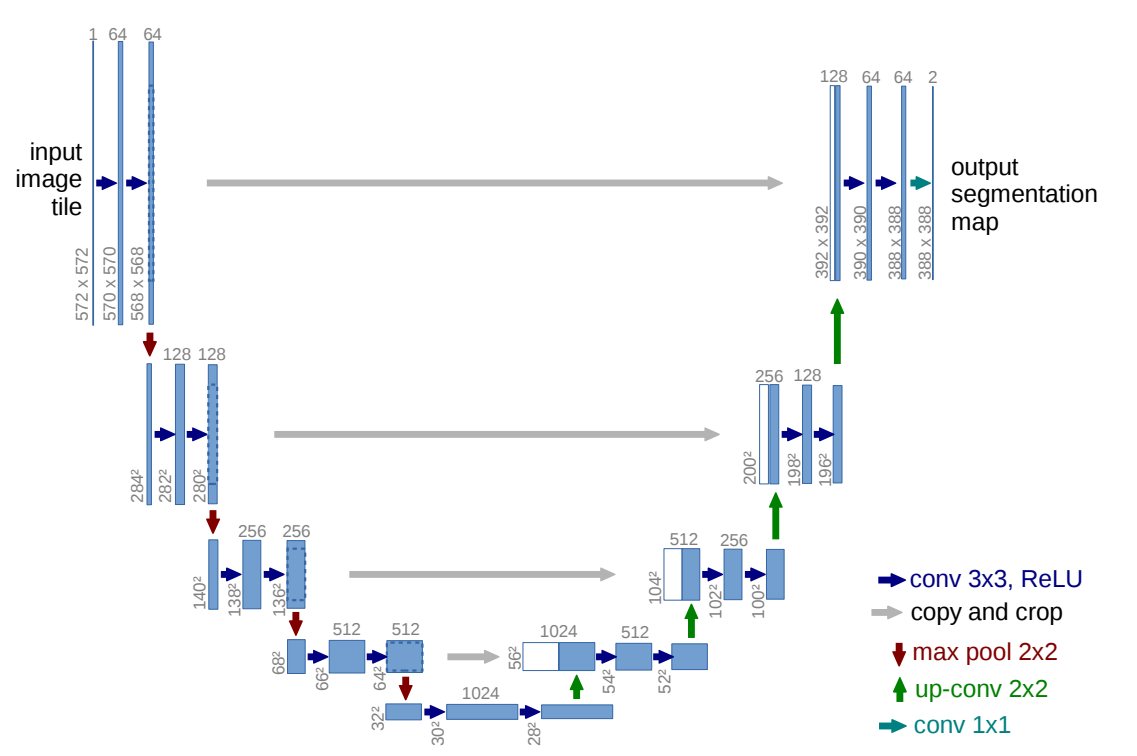 1 64 64
128 64 64 2
input
image
tile
output
segmentation
map
572 x 572
570 x 570
568 x 568
392 x 392
390 x 390
388 x 388
388 x 388
128 128
256 128
284²
282²
280²
200²
198²
196²
256 256
512 256
140²
138²
136²
104²
102²
100²
512 512
1024 512
68²
66²
64²
56²
54²
52²
1024
32²
30²
28²
conv 3x3, ReLU
copy and crop
max pool 2x2
up-conv 2x2
conv 1x1